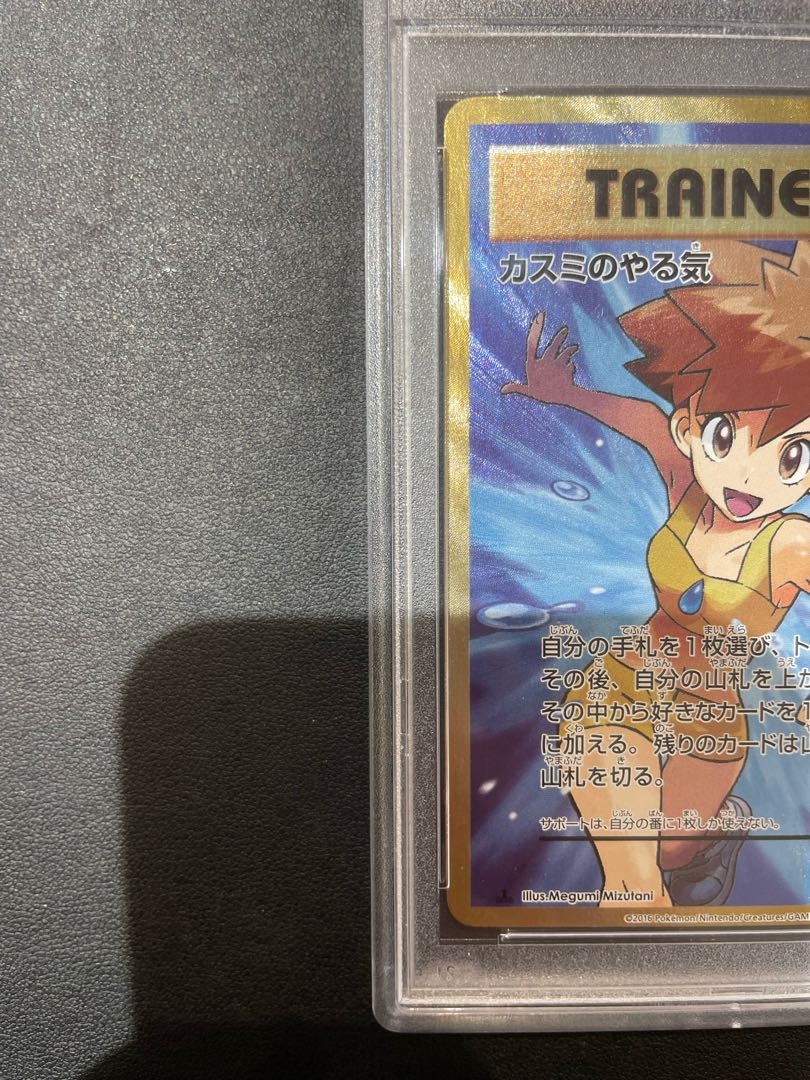 TRAINE
カスミのやる気
自分の手札を1枚選び、ト
その後、自分の山札を上か
その中から好きなカードを1
に加える。残りのカードは山
山札を切る。
サポートは、自分の番に1枚しか使えない。
Illus.Megumi Mizutani
©2016 Pokémon/Nintendo/Creatures/GAM